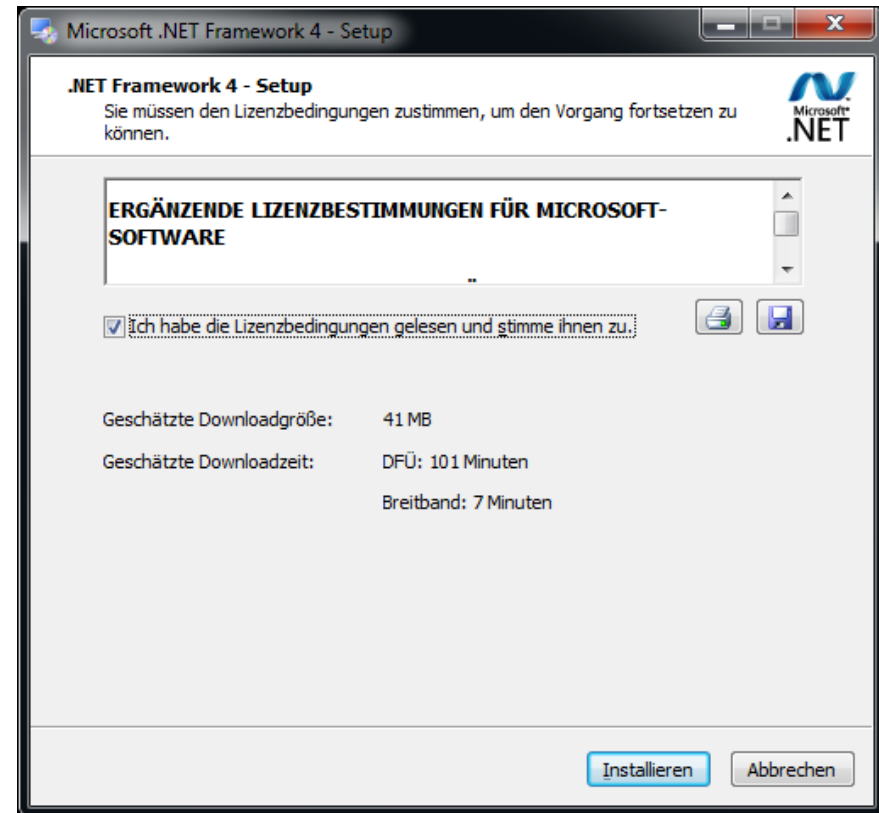 Microsoft .NET Framework 4 - Setup
.NET Framework 4 - Setup
Sie müssen den Lizenzbedingungen zustimmen, um den Vorgang fortsetzen zu
können.
Microsoft
.NET
ERGÄNZENDE LIZENZBESTIMMUNGEN FÜR MICROSOFT-
SOFTWARE
Ich habe die Lizenzbedingungen gelesen und stimme ihnen zu.
Geschätzte Downloadgröße: 41 MB
Geschätzte Downloadzeit: DFÜ: 101 Minuten
Breitband: 7 Minuten
Installieren Abbrechen